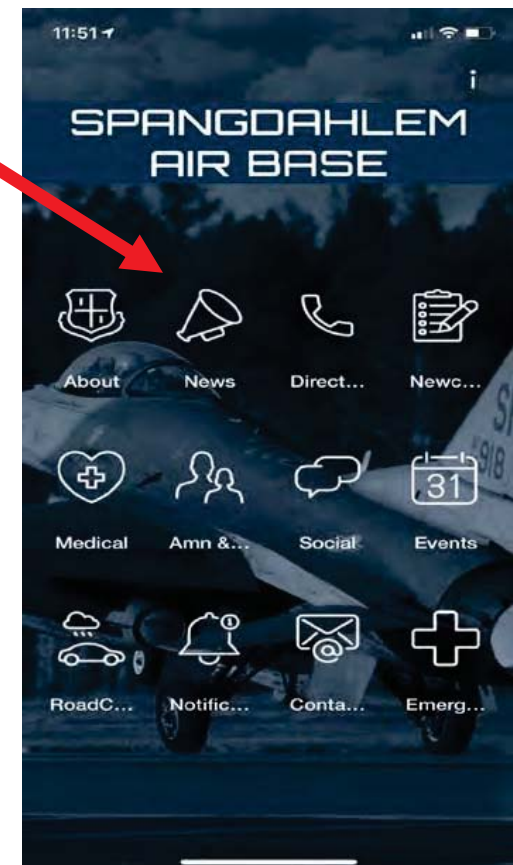 11:51
i
SPANGDAHLEM
AIR BASE
About News Direct... Newc...
31
Medical Amn &... Social Events
RoadC... Notific... Conta... Emerg...